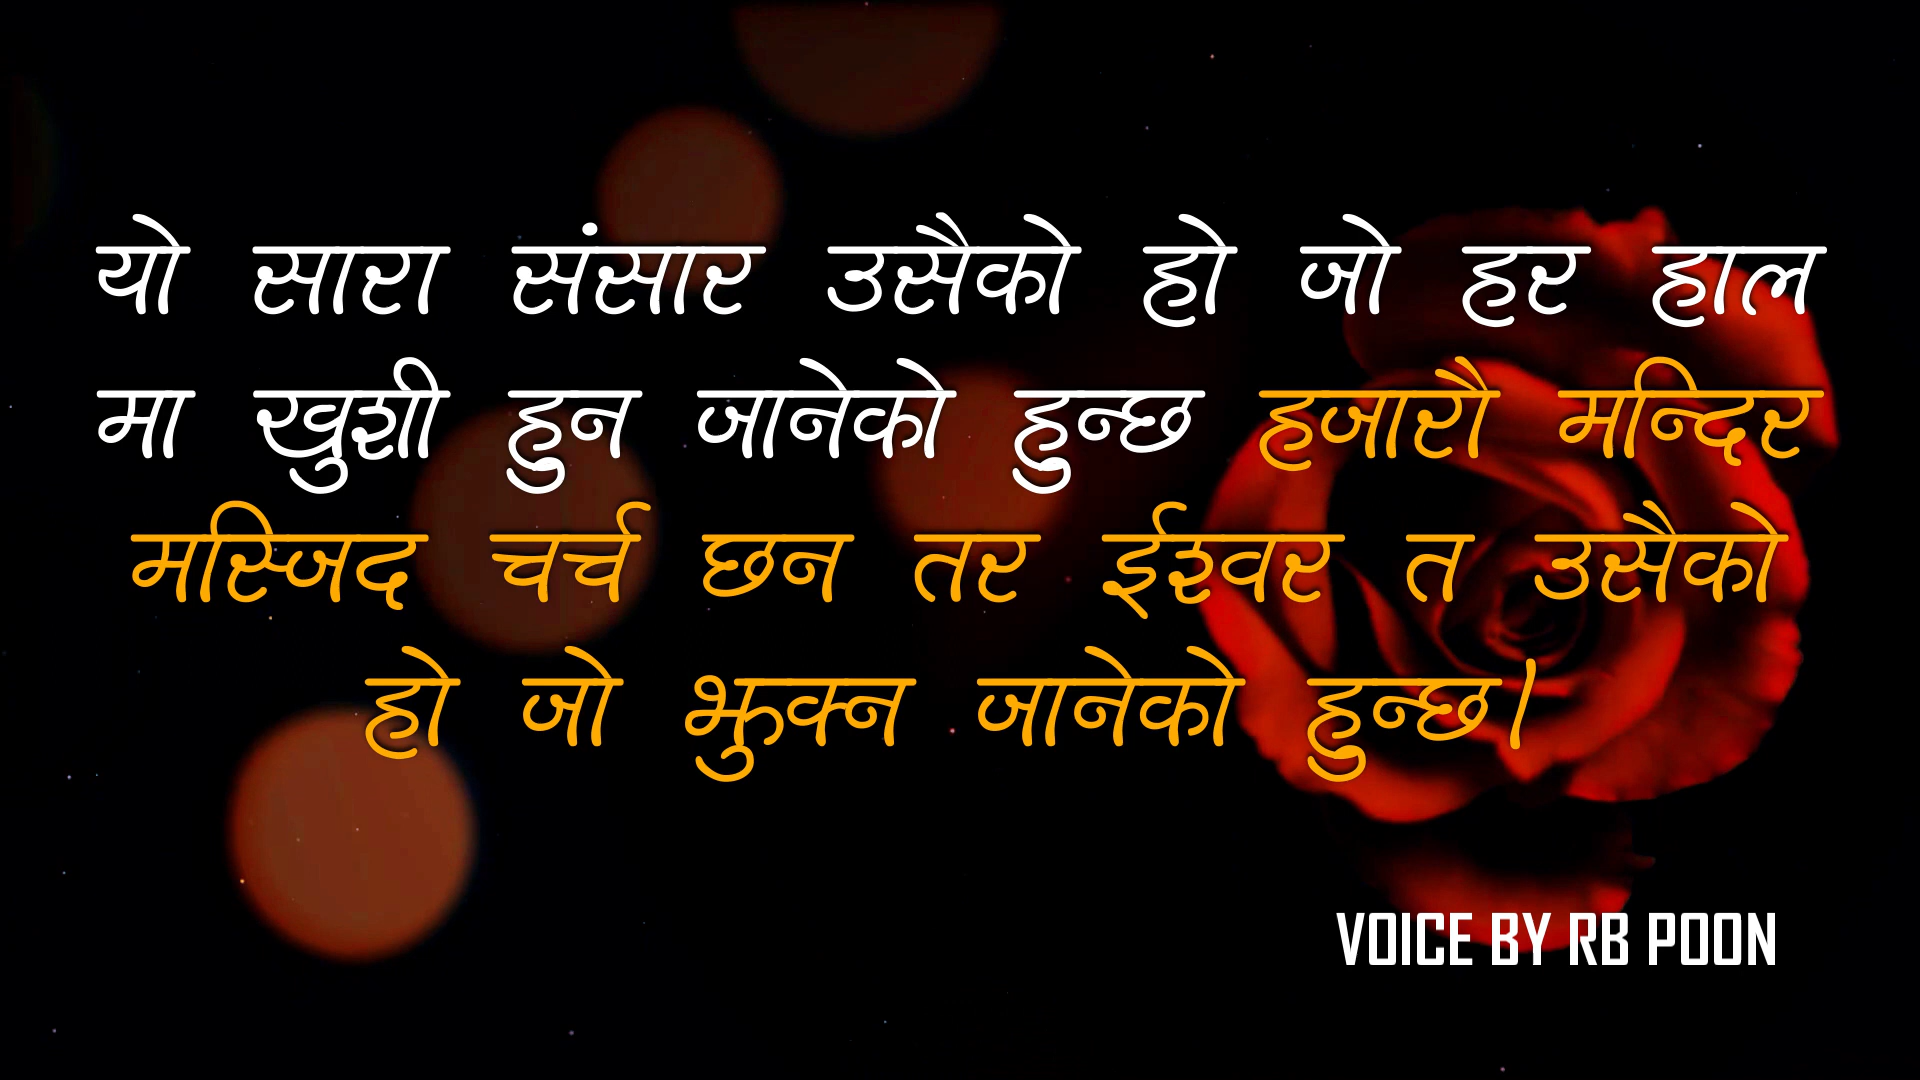 यो सारा संसार उसैको हो जो हर हाल
मा खुशी हुन जानेको हुन्छ हजारौ मन्दिर
मस्जिद चर्च छन तर ईश्वर त उसैको
हो जो झुक्न जानेको हुन्छ।
VOICE BY RB POON